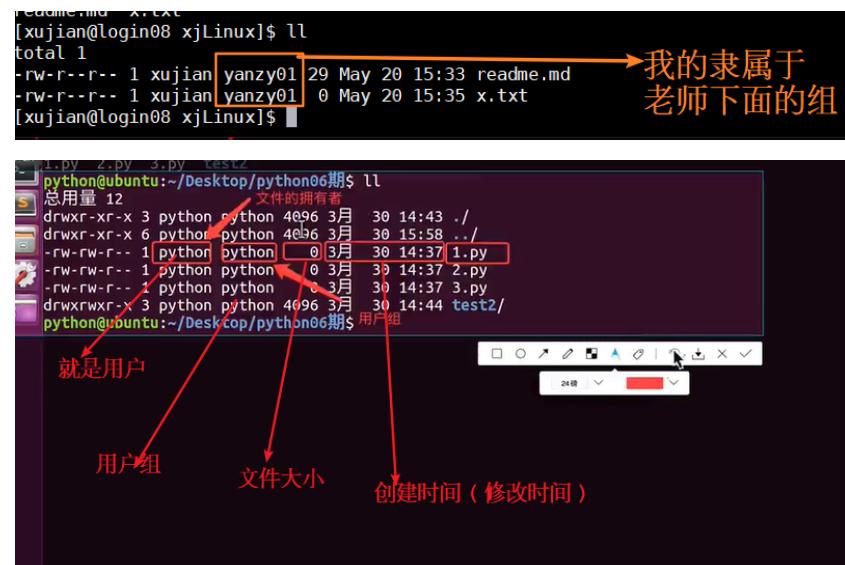 readme.md x.txt
[xujian@login08 xjLinux]$ ll
total 1
-rw-r--r-- 1 xujian yanzy01 29 May 20 15:33 readme.md
-rw-r--r-- 1 xujian yanzy01 0 May 20 15:35 x.txt
[xujian@login08 xjLinux]$
我的隶属于
老师下面的组
1.py 2.py 3.py test2
python@ubuntu:~/Desktop/python06期$ ll
总用量 12
文件的拥有者
drwxr-xr-x 3 python python 4096 3月 30 14:43 ./
drwxr-xr-x 6 python python 4096 3月 30 15:58 ../
-rw-rw-r-- 1 python python 0 3月 30 14:37 1.py
-rw-rw-r-- 1 python python 0 3月 30 14:37 2.py
-rw-rw-r-- 1 python python 0 3月 30 14:37 3.py
drwxrwxr-x 3 python python 4096 3月 30 14:44 test2/
python@ubuntu:~/Desktop/python06期$
用户组
24磅
就是用户
用户组
文件大小
创建时间（修改时间）